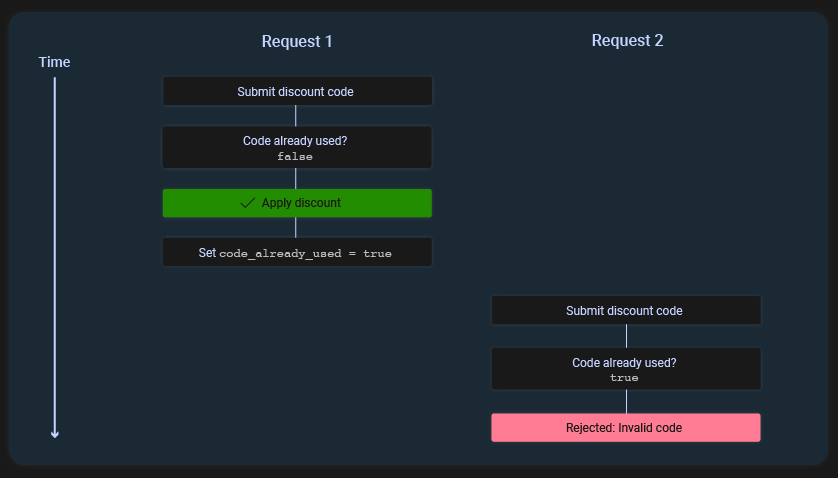 Request 1
Request 2
Time
Submit discount code
Code already used?
false
Apply discount
Set code_already_used = true
Submit discount code
Code already used?
true
Rejected: Invalid code